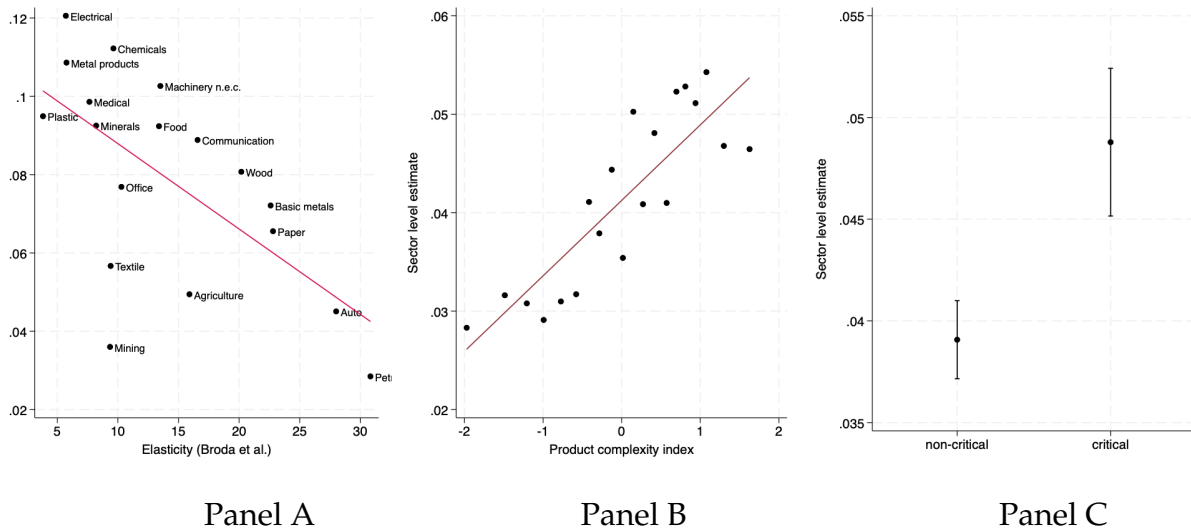 .12
.1
.08
.06
.04
.02
Electrical
Chemicals
Metal products
Machinery n.e.c.
Medical
Plastic
Minerals
Food
Communication
Wood
Office
Basic metals
Paper
Textile
Agriculture
Auto
Mining
Pet
5 10 15 20 25 30
Elasticity (Broda et al.)
Panel A
Sector level estimate
.06
.05
.04
.03
.02
-2 -1 0 1 2
Product complexity index
Panel B
Sector level estimate
.055
.05
.045
.04
.035
non-critical critical
Panel C